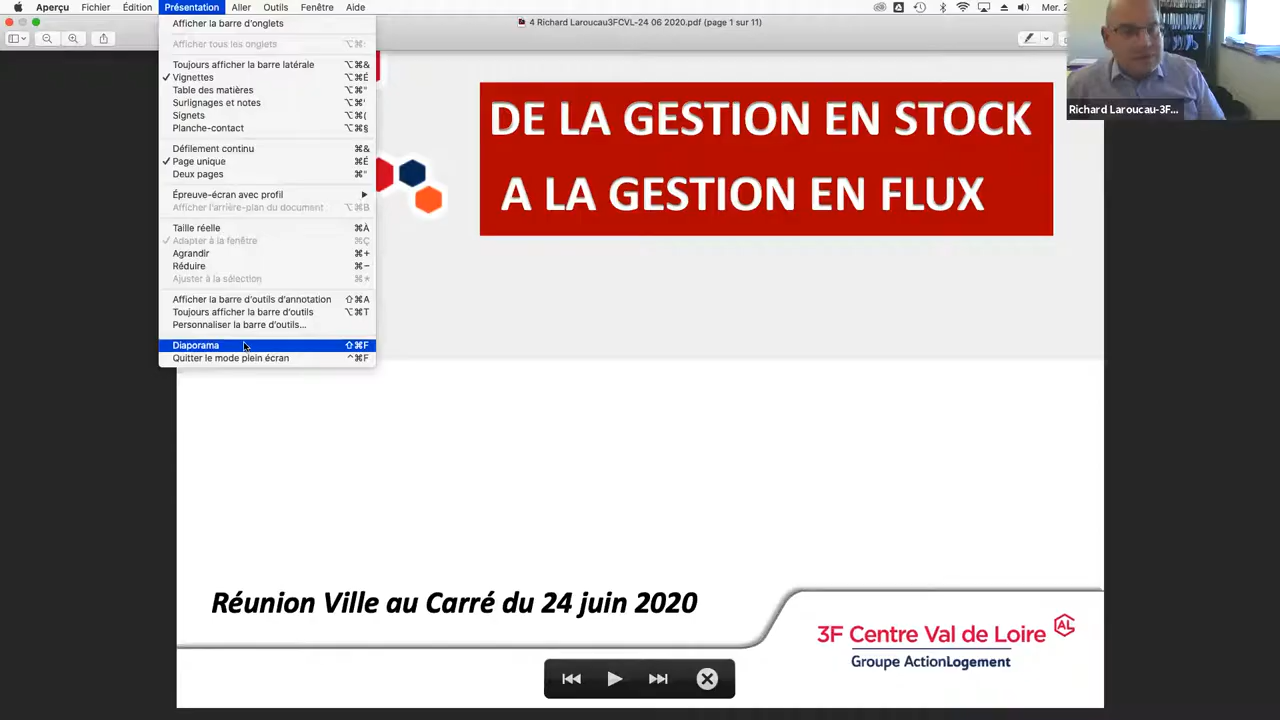 Aperçu Fichier Édition Présentation Aller Outils Fenêtre Aide
Mer. 2
4 Richard Laroucau3FCVL-24 06 2020.pdf (page 1 sur 11)
Afficher la barre d'onglets
Afficher tous les onglets ⌥⌘:
Toujours afficher la barre latérale ⌥⌘&
✓ Vignettes ⌥⌘É
Table des matières ⌥⌘"
Surlignages et notes ⌥⌘'
Signets ⌥⌘(
Planche-contact ⌥⌘§
Défilement continu ⌘&
✓ Page unique ⌘É
Deux pages ⌘"
Épreuve-écran avec profil
Afficher l'arrière-plan du document ⌥⌘B
Taille réelle ⌘À
✓ Adapter à la fenêtre ⌘Ç
Agrandir ⌘+
Réduire ⌘−
Ajuster à la sélection ⌘*
Afficher la barre d'outils d'annotation ⇧⌘A
Toujours afficher la barre d'outils ⌥⌘T
Personnaliser la barre d'outils...
Diaporama ⇧⌘F
Quitter le mode plein écran ^⌘F
DE LA GESTION EN STOCK
A LA GESTION EN FLUX
Richard Laroucau-3F...
Réunion Ville au Carré du 24 juin 2020
3F Centre Val de Loire
AL
Groupe ActionLogement